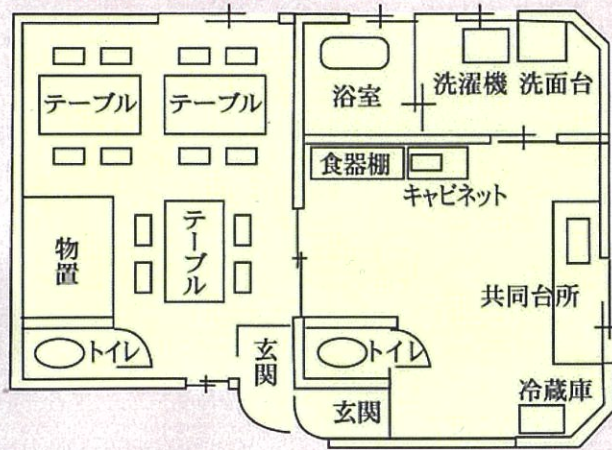 浴室
洗濯機
洗面台
テーブル
テーブル
食器棚
キャビネット
テーブル
物置
共同台所
トイレ
玄関
トイレ
冷蔵庫
玄関